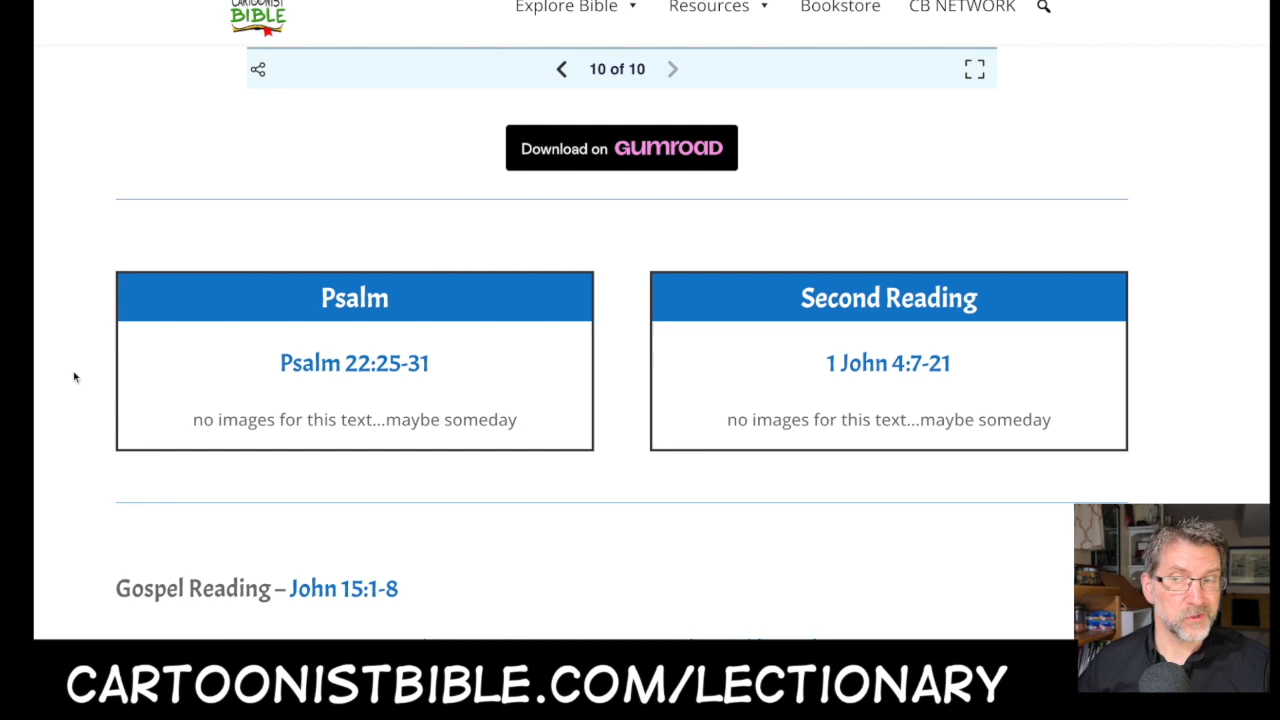 CARTOONIST
BIBLE
Explore Bible
Resources
Bookstore
CB NETWORK
10 of 10
Download on GUMROAD
Psalm
Psalm 22:25-31
no images for this text...maybe someday
Second Reading
1 John 4:7-21
no images for this text...maybe someday
Gospel Reading – John 15:1-8
CARTOONISTBIBLE.COM/LECTIONARY